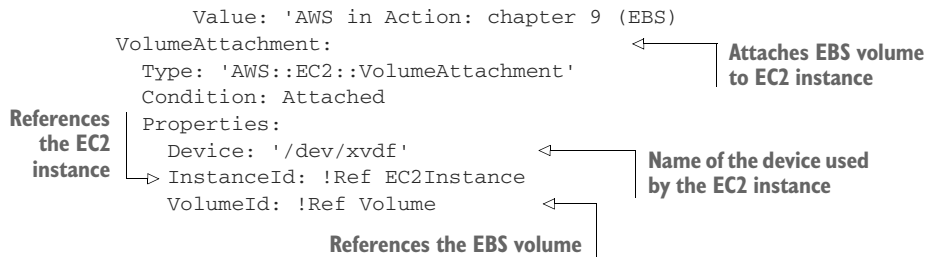 Value: 'AWS in Action: chapter 9 (EBS)
VolumeAttachment:
Attaches EBS volume
to EC2 instance
Type: 'AWS::EC2::VolumeAttachment'
Condition: Attached
References
the EC2
instance
Properties:
Device: '/dev/xvdf'
Name of the device used
by the EC2 instance
InstanceId: !Ref EC2Instance
VolumeId: !Ref Volume
References the EBS volume